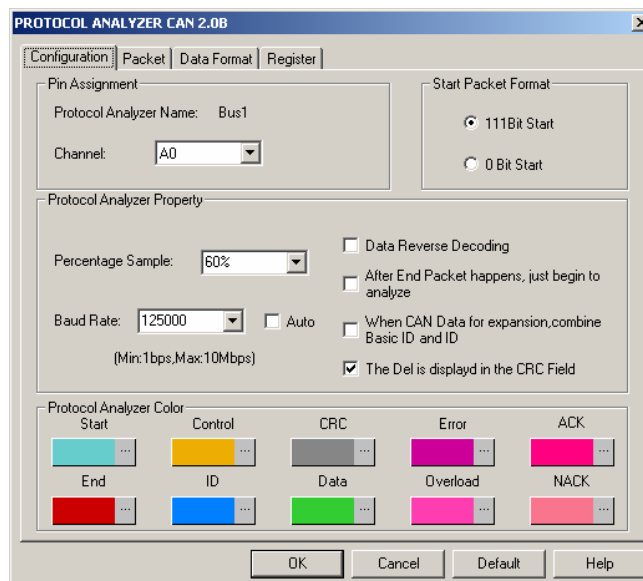 PROTOCOL ANALYZER CAN 2.0B
Configuration Packet Data Format Register
Pin Assignment
Protocol Analyzer Name: Bus1
Channel: A0
Start Packet Format
111Bit Start
0 Bit Start
Protocol Analyzer Property
Percentage Sample: 60%
Baud Rate: 125000 Auto
(Min:1bps,Max:10Mbps)
Data Reverse Decoding
After End Packet happens, just begin to
analyze
When CAN Data for expansion,combine
Basic ID and ID
The Del is displayd in the CRC Field
Protocol Analyzer Color
Start Control CRC Error ACK
... ... ... ... ...
End ID Data Overload NACK
... ... ... ... ...
OK Cancel Default Help